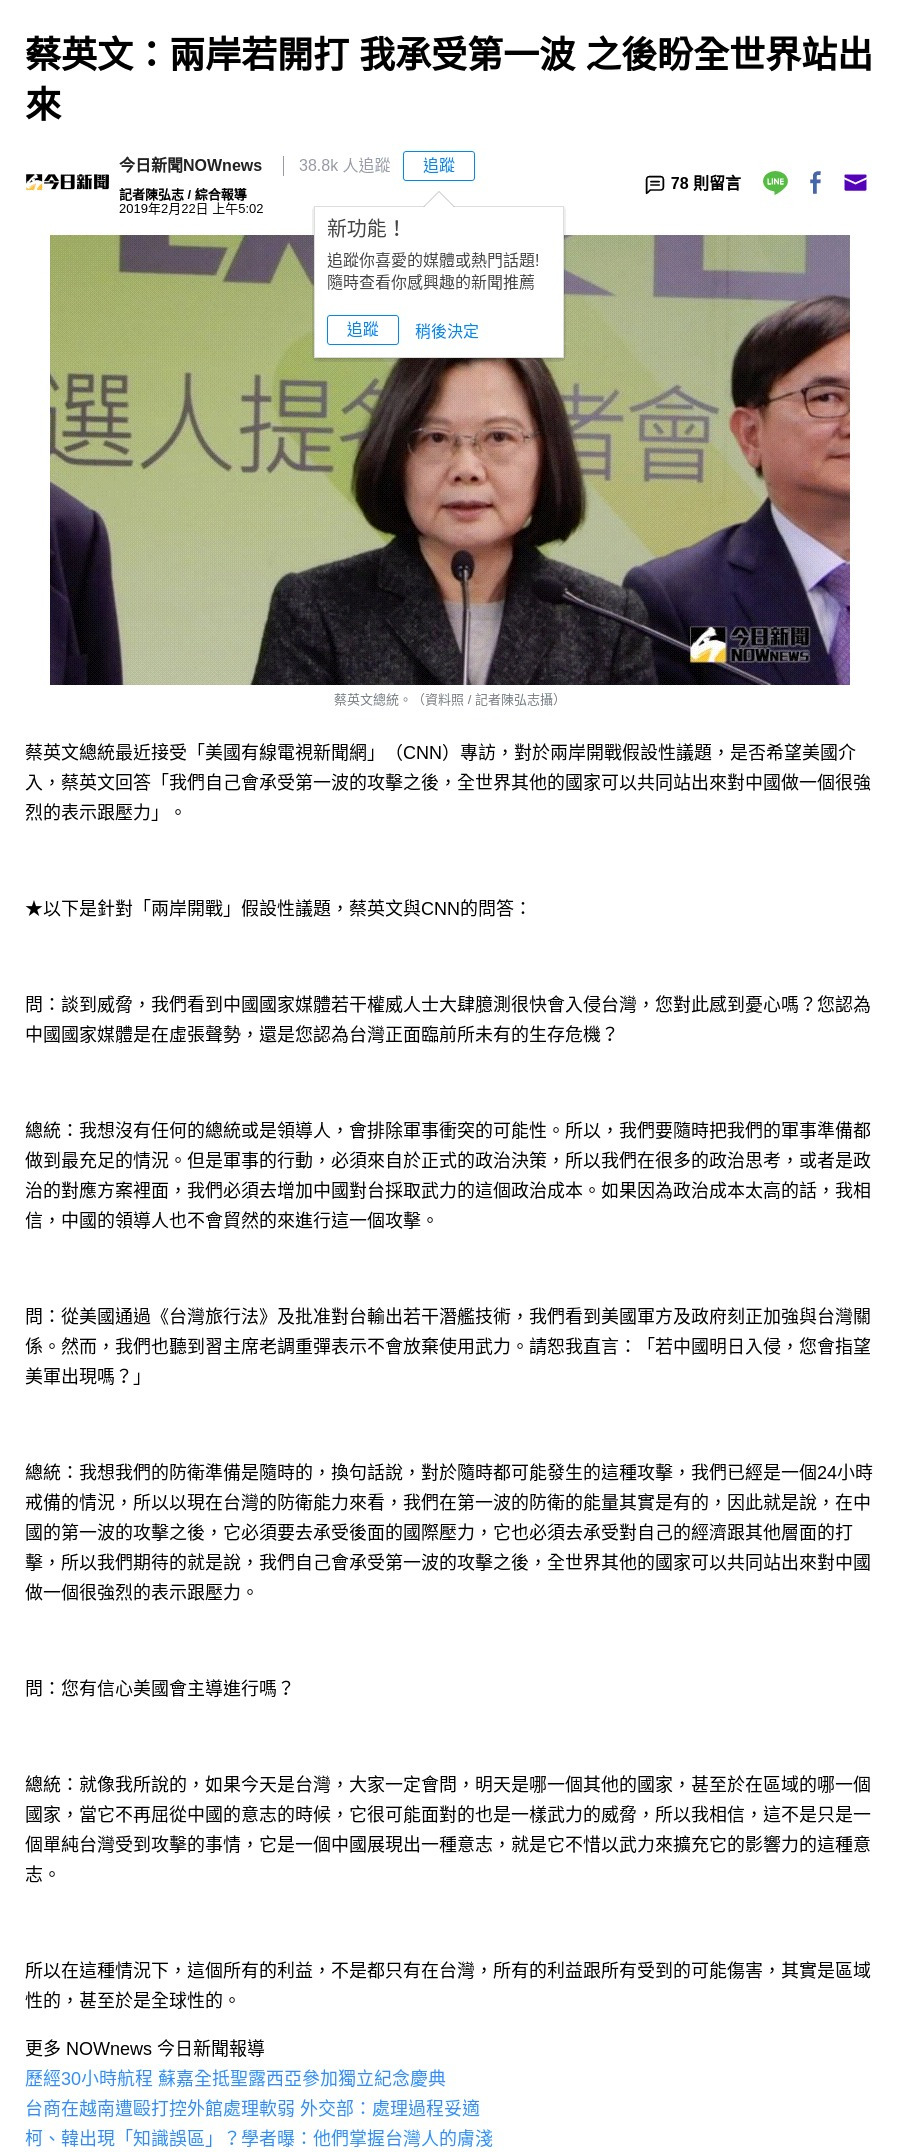 蔡英文：兩岸若開打 我承受第一波 之後盼全世界站出
來
今日新聞
今日新聞NOWnews
38.8k 人追蹤
追蹤
記者陳弘志 / 綜合報導
2019年2月22日 上午5:02
78 則留言
LINE
新功能！
追蹤你喜愛的媒體或熱門話題!
隨時查看你感興趣的新聞推薦
追蹤
稍後決定
選人提名 者會
今日新聞
NOWNEWS
蔡英文總統。（資料照 / 記者陳弘志攝）
蔡英文總統最近接受「美國有線電視新聞網」（CNN）專訪，對於兩岸開戰假設性議題，是否希望美國介
入，蔡英文回答「我們自己會承受第一波的攻擊之後，全世界其他的國家可以共同站出來對中國做一個很強
烈的表示跟壓力」。
★以下是針對「兩岸開戰」假設性議題，蔡英文與CNN的問答：
問：談到威脅，我們看到中國國家媒體若干權威人士大肆臆測很快會入侵台灣，您對此感到憂心嗎？您認為
中國國家媒體是在虛張聲勢，還是您認為台灣正面臨前所未有的生存危機？
總統：我想沒有任何的總統或是領導人，會排除軍事衝突的可能性。所以，我們要隨時把我們的軍事準備都
做到最充足的情況。但是軍事的行動，必須來自於正式的政治決策，所以我們在很多的政治思考，或者是政
治的對應方案裡面，我們必須去增加中國對台採取武力的這個政治成本。如果因為政治成本太高的話，我相
信，中國的領導人也不會貿然的來進行這一個攻擊。
問：從美國通過《台灣旅行法》及批准對台輸出若干潛艦技術，我們看到美國軍方及政府刻正加強與台灣關
係。然而，我們也聽到習主席老調重彈表示不會放棄使用武力。請恕我直言：「若中國明日入侵，您會指望
美軍出現嗎？」
總統：我想我們的防衛準備是隨時的，換句話說，對於隨時都可能發生的這種攻擊，我們已經是一個24小時
戒備的情況，所以以現在台灣的防衛能力來看，我們在第一波的防衛的能量其實是有的，因此就是說，在中
國的第一波的攻擊之後，它必須要去承受後面的國際壓力，它也必須去承受對自己的經濟跟其他層面的打
擊，所以我們期待的就是說，我們自己會承受第一波的攻擊之後，全世界其他的國家可以共同站出來對中國
做一個很強烈的表示跟壓力。
問：您有信心美國會主導進行嗎？
總統：就像我所說的，如果今天是台灣，大家一定會問，明天是哪一個其他的國家，甚至於在區域的哪一個
國家，當它不再屈從中國的意志的時候，它很可能面對的也是一樣武力的威脅，所以我相信，這不是只是一
個單純台灣受到攻擊的事情，它是一個中國展現出一種意志，就是它不惜以武力來擴充它的影響力的這種意
志。
所以在這種情況下，這個所有的利益，不是都只有在台灣，所有的利益跟所有受到的可能傷害，其實是區域
性的，甚至於是全球性的。
更多 NOWnews 今日新聞報導
歷經30小時航程 蘇嘉全抵聖露西亞參加獨立紀念慶典
台商在越南遭毆打控外館處理軟弱 外交部：處理過程妥適
柯、韓出現「知識誤區」？學者曝：他們掌握台灣人的膚淺